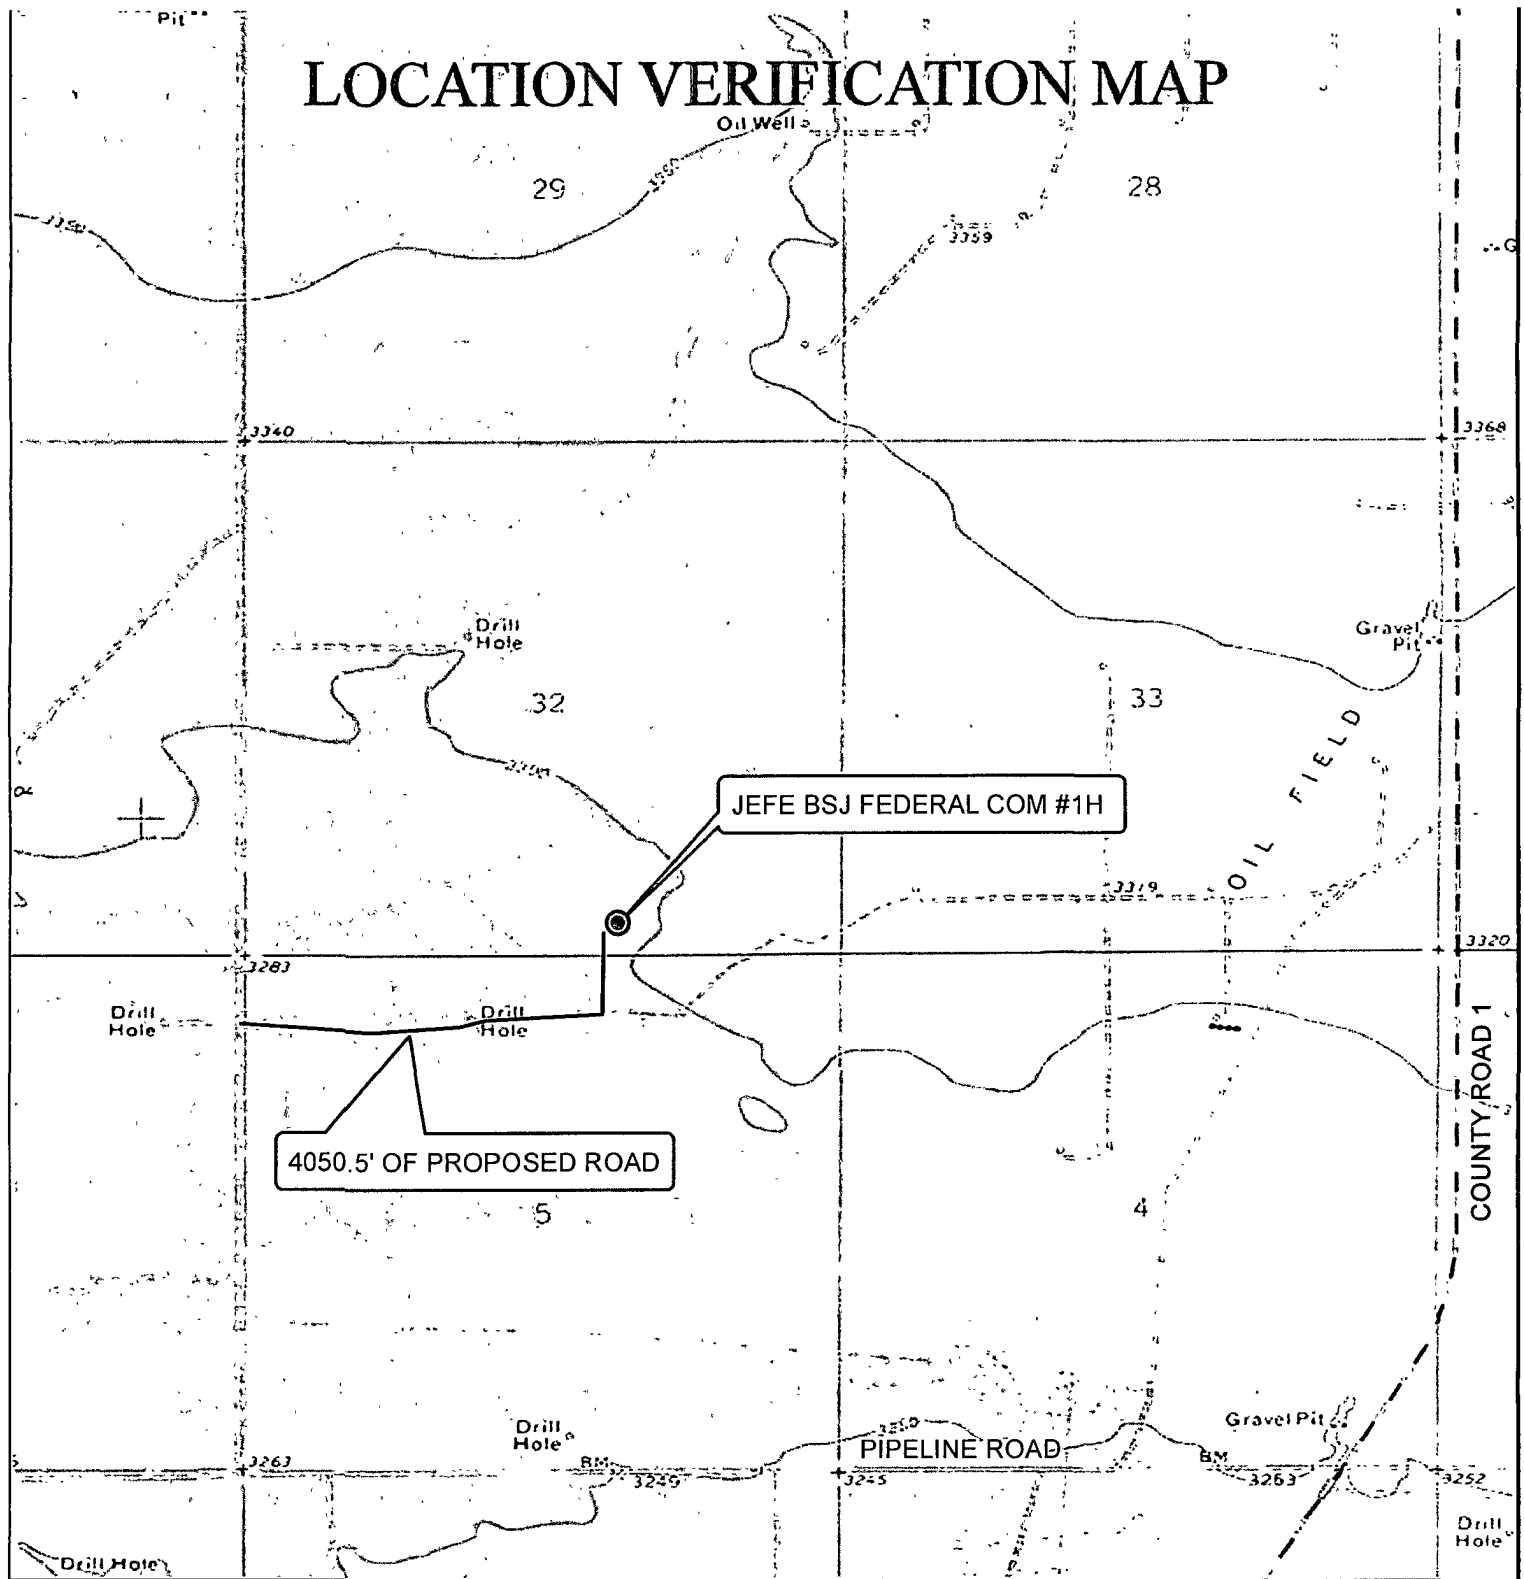 Pit
LOCATION VERIFICATION MAP
Oil Well
29
28
3350
3350
3359
G
3340
3368
Drill
Hole
Gravel
Pit
32
33
OIL FIELD
JEFE BSJ FEDERAL COM #1H
3319
3320
3283
Drill
Hole
Drill
Hole
COUNTY ROAD 1
4050.5' OF PROPOSED ROAD
5
4
Drill
Hole
3250
Gravel Pit
PIPELINE ROAD
3263
BM
3249
3245
BM
3263
3252
Drill
Hole
Drill Hole